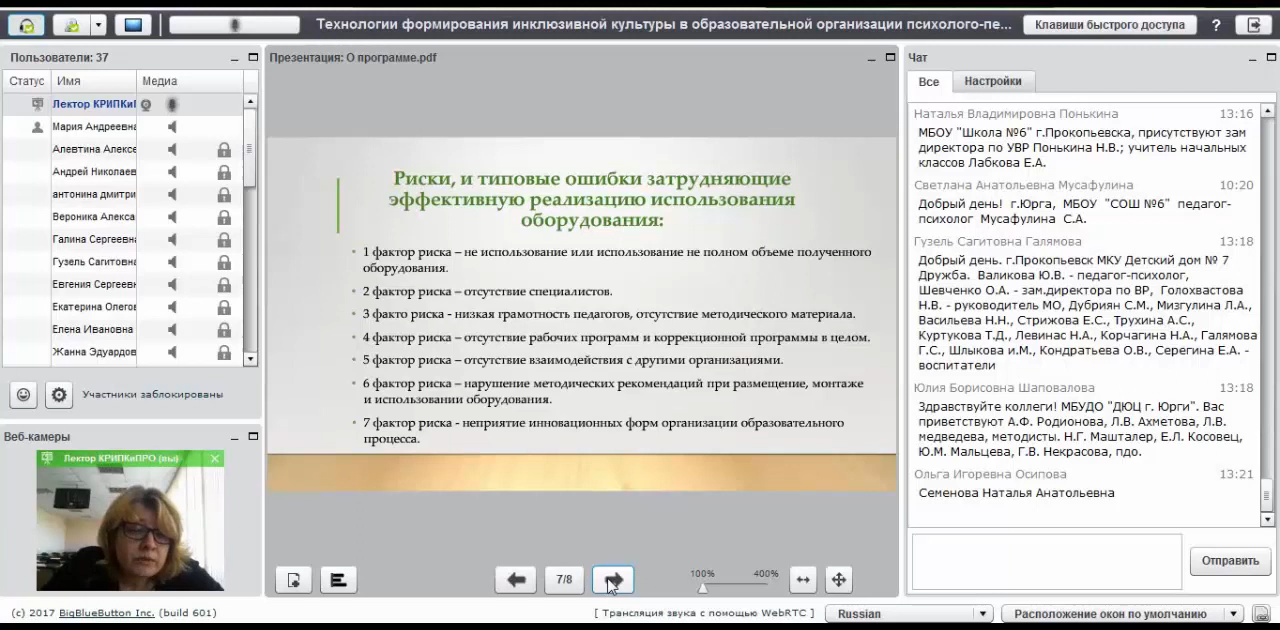 Технологии формирования инклюзивной культуры в образовательной организации психолого-пе...
Клавиши быстрого доступа
?
Пользователи: 37
Статус Имя Медиа
Лектор КРИПКиП
Мария Андреевна
Алевтина Алексе
Андрей Николаев
антонина дмитри
Вероника Алекса
Галина Сергеевн
Гузель Сагитовна
Евгения Сергеевн
Екатерина Олегов
Елена Ивановна
Жанна Эдуардов
Участники заблокированы
Веб-камеры
Лектор КРИПКиПРО (вы)
Презентация: О программе.pdf
Риски, и типовые ошибки затрудняющие
эффективную реализацию использования
оборудования:
• 1 фактор риска – не использование или использование не полном объеме полученного
оборудования.
• 2 фактор риска – отсутствие специалистов.
• 3 факто риска - низкая грамотность педагогов, отсутствие методического материала.
• 4 фактор риска – отсутствие рабочих программ и коррекционной программы в целом.
• 5 фактор риска – отсутствие взаимодействия с другими организациями.
• 6 фактор риска – нарушение методических рекомендаций при размещение, монтаже
и использовании оборудования.
• 7 фактор риска - неприятие инновационных форм организации образовательного
процесса.
7/8
100% 400%
Чат
Все Настройки
Наталья Владимировна Понькина 13:16
МБОУ "Школа №6" г.Прокопьевска, присутствуют зам
директора по УВР Понькина Н.В.; учитель начальных
классов Лабкова Е.А.
Светлана Анатольевна Мусафулина 10:20
Добрый день! г.Юрга, МБОУ "СОШ №6" педагог-
психолог Мусафулина С.А.
Гузель Сагитовна Галямова 13:18
Добрый день. г.Прокопьевск МКУ Детский дом № 7
Дружба. Валикова Ю.В. - педагог-психолог,
Шевченко О.А. - зам.директора по ВР, Голохвастова
Н.В. - руководитель МО, Дубриян С.М., Мизгулина Л.А.,
Васильева Н.Н., Стрижова Е.С., Трухина А.С.,
Куртукова Т.Д., Левинас Н.А., Корчагина Н.А., Галямова
Г.С., Шлыкова и.М., Кондратьева О.В., Серегина Е.А. -
воспитатели
Юлия Борисовна Шаповалова 13:18
Здравствуйте коллеги! МБУДО "ДЮЦ г. Юрги". Вас
приветствуют А.Ф. Родионова, Л.В. Ахметова, Л.В.
медведева, методисты. Н.Г. Машталер, Е.Л. Косовец,
Ю.М. Мальцева, Г.В. Некрасова, пдо.
Ольга Игоревна Осипова 13:21
Семенова Наталья Анатольевна
Отправить
(c) 2017 BigBlueButton Inc. (build 601)
[ Трансляция звука с помощью WebRTC ]
Russian
Расположение окон по умолчанию